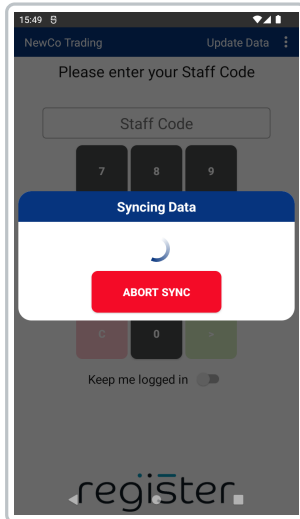 15:49
NewCo Trading Update Data
Please enter your Staff Code
Staff Code
7 8 9
Syncing Data
ABORT SYNC
C 0
Keep me logged in
register